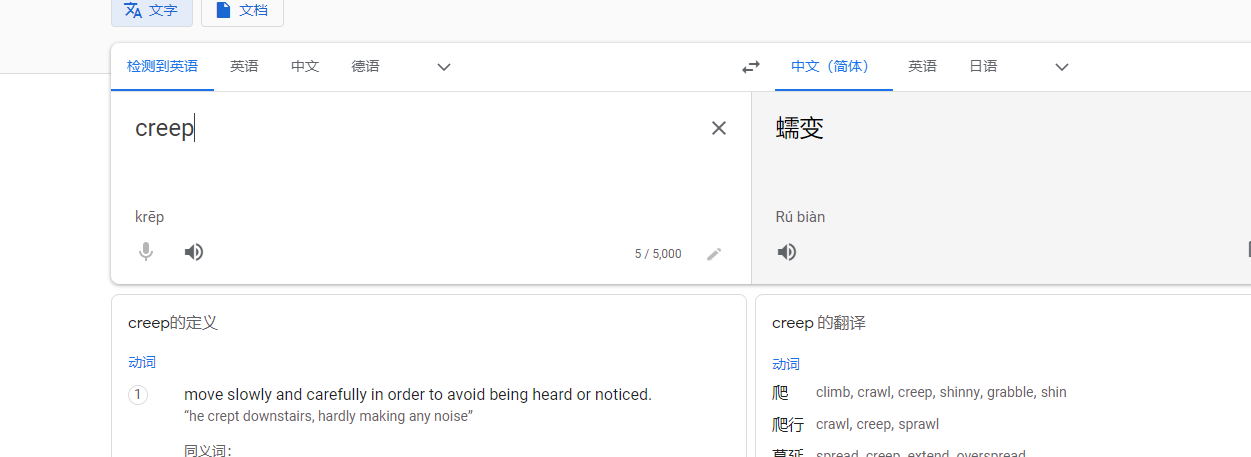 文字 文档
检测到英语 英语 中文 德语 中文（简体） 英语 日语
creep
蠕变
krēp
Rú biàn
5 / 5,000
creep的定义
动词
1 move slowly and carefully in order to avoid being heard or noticed.
“he crept downstairs, hardly making any noise”
同义词：
creep 的翻译
动词
爬 climb, crawl, creep, shinny, grabble, shin
爬行 crawl, creep, sprawl
蔓延 spread, creep, extend, overspread